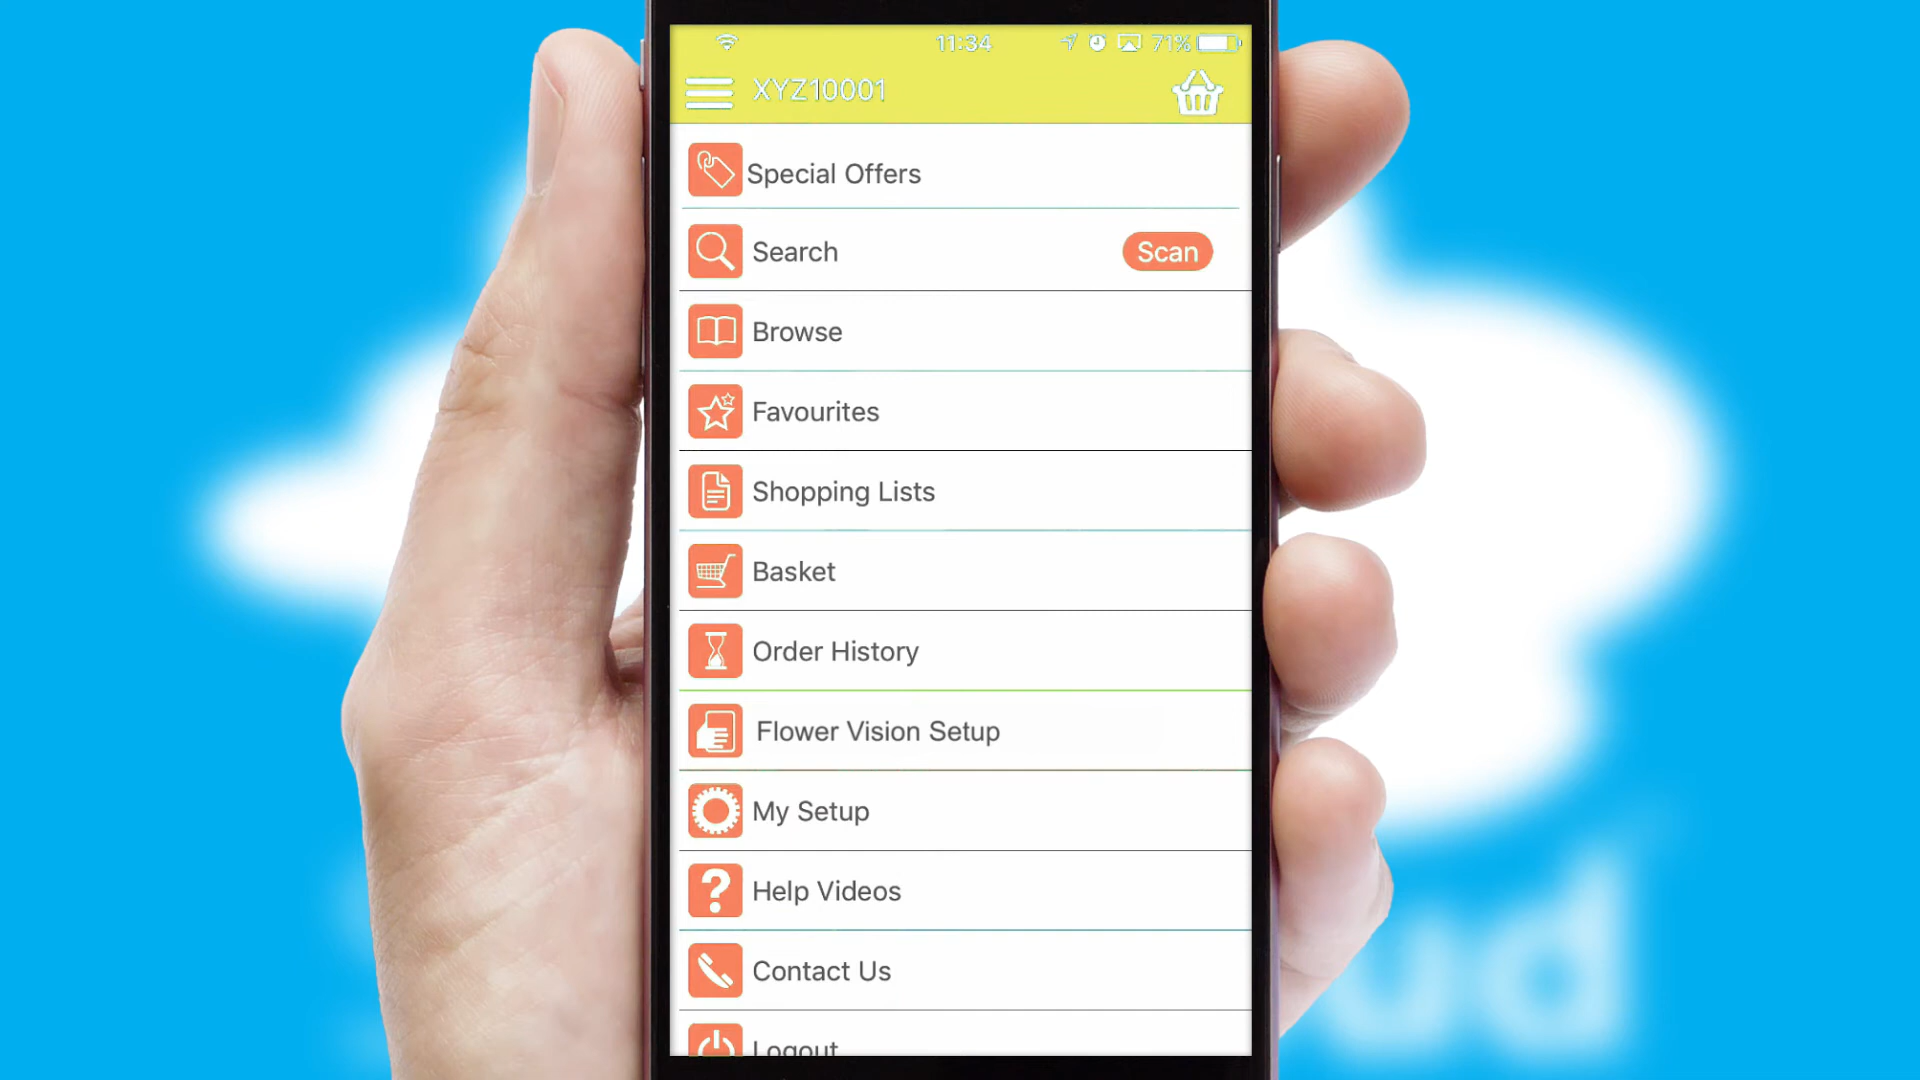 11:34
71%
XYZ10001
Special Offers
Search
Scan
Browse
Favourites
Shopping Lists
Basket
Order History
Flower Vision Setup
My Setup
Help Videos
Contact Us
Logout
ud